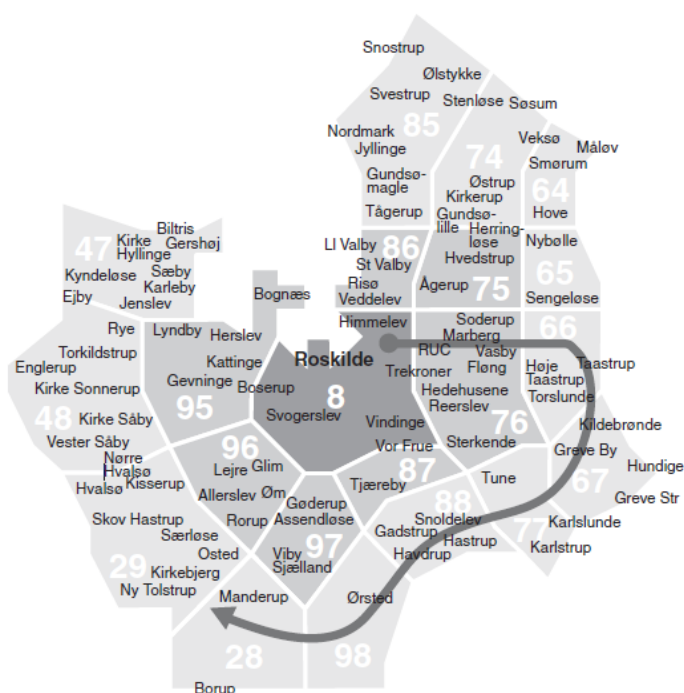 Snostrup
Ølstykke
Svestrup
Stenløse
Søsum
85
Nordmark
Jyllinge
74
Veksø
Måløv
Smørum
Gundsø-
magle
Østrup
Kirkerup
64
Tågerup
Gundsø-
lille
Herring-
løse
Hove
47
Biltris
Kirke
Hyllinge
Gershøj
Ll Valby
86
Hvedstrup
Nybølle
Kyndeløse
Sæby
Karleby
St Valby
65
Ejby
Jenslev
Bognæs
Risø
Veddelev
Ågerup
75
Sengeløse
Rye
Lyndby
Herslev
Himmelev
Soderup
Marberg
66
Torkildstrup
Kattinge
Roskilde
RUC
Vasby
Fløng
Høje
Taastrup
Taastrup
Englerup
Gevninge
Boserup
Trekroner
Kirke Sonnerup
95
8
Hedehusene
Reerslev
Torslunde
48
Kirke Såby
Svogerslev
Vindinge
76
Kildebrønde
Vester Såby
96
Vor Frue
Sterkende
Greve By
Nørre
Hvalsø
Lejre
Glim
87
Hundige
Hvalsø
Kisserup
Allerslev
Øm
Tjæreby
Tune
67
Gøderup
Assendløse
88
Greve Str
Skov Hastrup
Rorup
Snoldelev
77
Karlslunde
Særløse
Gadstrup
Hastrup
Karlstrup
29
Osted
97
Viby
Sjælland
Havdrup
Kirkebjerg
Ny Tolstrup
Manderup
Ørsted
28
98
Borup